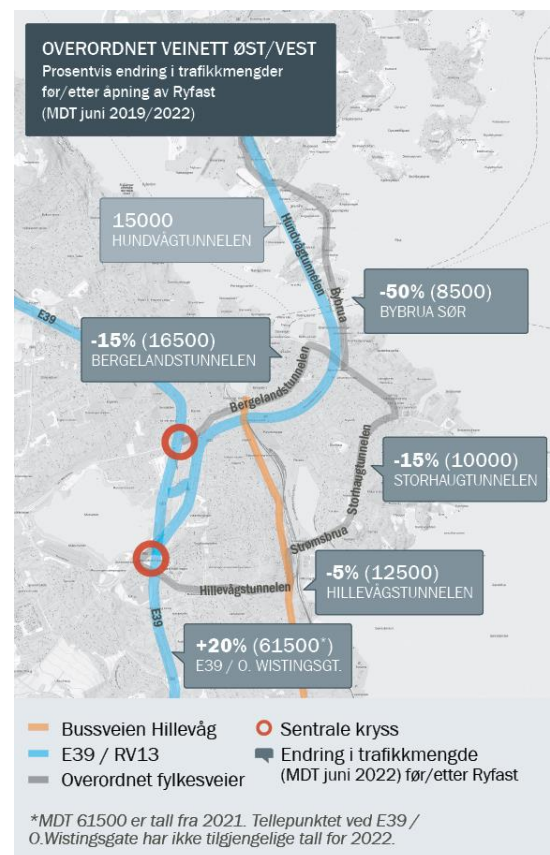 OVERORDNET VEINETT ØST/VEST
Prosentvis endring i trafikkmengder
før/etter åpning av Ryfast
(MDT juni 2019/2022)
15000
HUNDVÅGTUNNELEN
Hundvågtunnelen
Bybrua
-50% (8500)
BYBRUA SØR
E39
-15% (16500)
BERGELANDSTUNNELEN
Bergelandstunnelen
-15% (10000)
STORHAUGTUNNELEN
Storhaugtunnelen
Strømsbrua
Hillevågstunnelen
-5% (12500)
HILLEVÅGSTUNNELEN
E39
+20% (61500*)
E39 / O. WISTINGSGT.
Bussveien Hillevåg
E39 / RV13
Overordnet fylkesveier
Sentrale kryss
Endring i trafikkmengde
(MDT juni 2022) før/etter Ryfast
*MDT 61500 er tall fra 2021. Tellepunktet ved E39 /
O.Wistingsgate har ikke tilgjengelige tall for 2022.